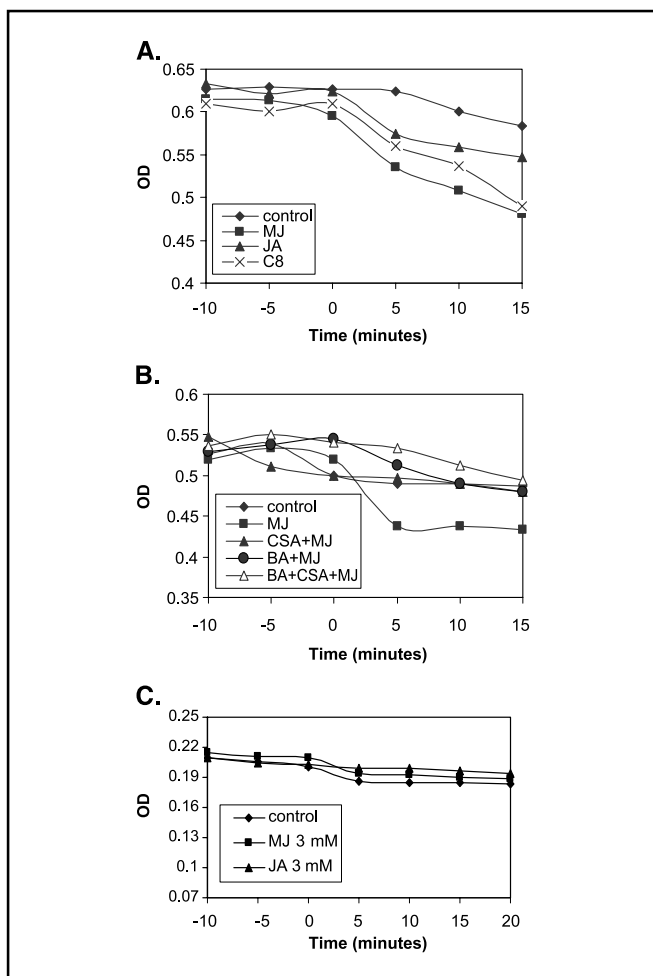 A.
0.65
0.6
0.55
0.5
0.45
0.4
OD
control
MJ
JA
C8
-10 -5 0 5 10 15
Time (minutes)
B.
0.6
0.55
0.5
0.45
0.4
0.35
OD
control
MJ
CSA+MJ
BA+MJ
BA+CSA+MJ
-10 -5 0 5 10 15
Time (minutes)
C.
0.25
0.22
0.19
0.16
0.13
0.1
0.07
OD
control
MJ 3 mM
JA 3 mM
-10 -5 0 5 10 15 20
Time (minutes)